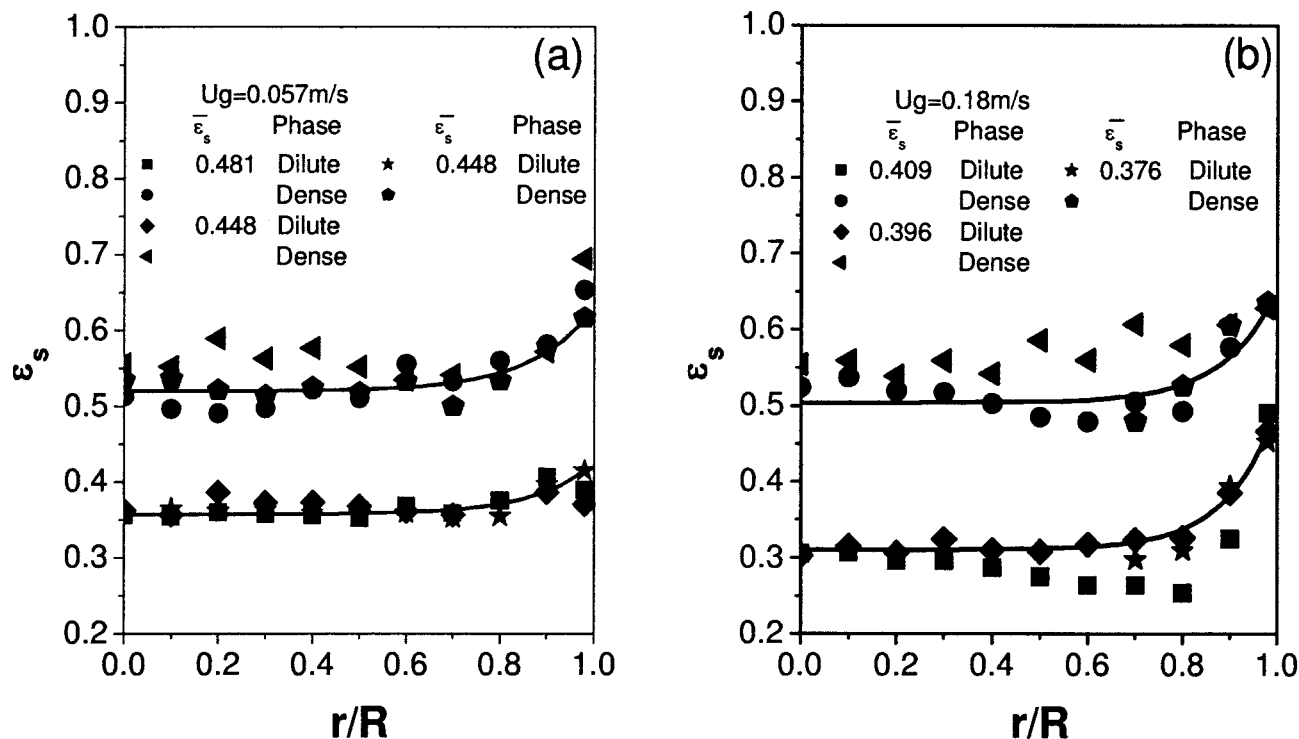 (a)
Ug=0.057m/s
ε̄s Phase ε̄s Phase
0.481 Dilute 0.448 Dilute
Dense Dense
0.448 Dilute
Dense
1.0
0.9
0.8
0.7
0.6
0.5
0.4
0.3
0.2
εs
0.0 0.2 0.4 0.6 0.8 1.0
r/R
(b)
Ug=0.18m/s
ε̄s Phase ε̄s Phase
0.409 Dilute 0.376 Dilute
Dense Dense
0.396 Dilute
Dense
1.0
0.9
0.8
0.7
0.6
0.5
0.4
0.3
0.2
εs
0.0 0.2 0.4 0.6 0.8 1.0
r/R